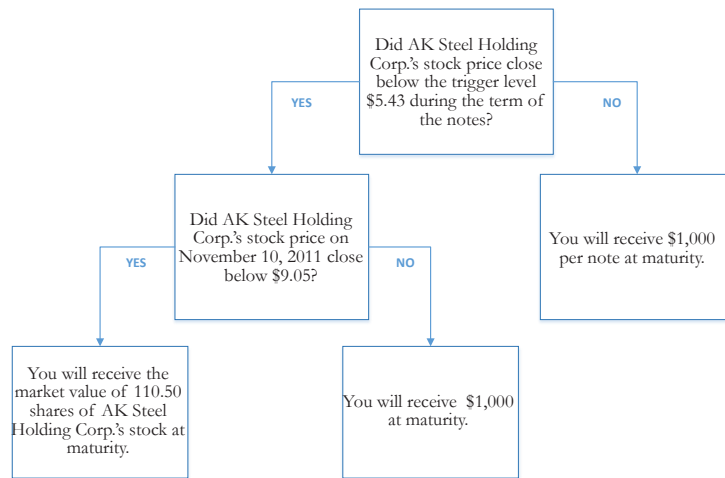 Did AK Steel Holding
Corp.'s stock price close
below the trigger level
$5.43 during the term of
the notes?
YES
NO
Did AK Steel Holding
Corp.'s stock price on
November 10, 2011 close
below $9.05?
You will receive $1,000
per note at maturity.
YES
NO
You will receive the
market value of 110.50
shares of AK Steel
Holding Corp.'s stock at
maturity.
You will receive $1,000
at maturity.